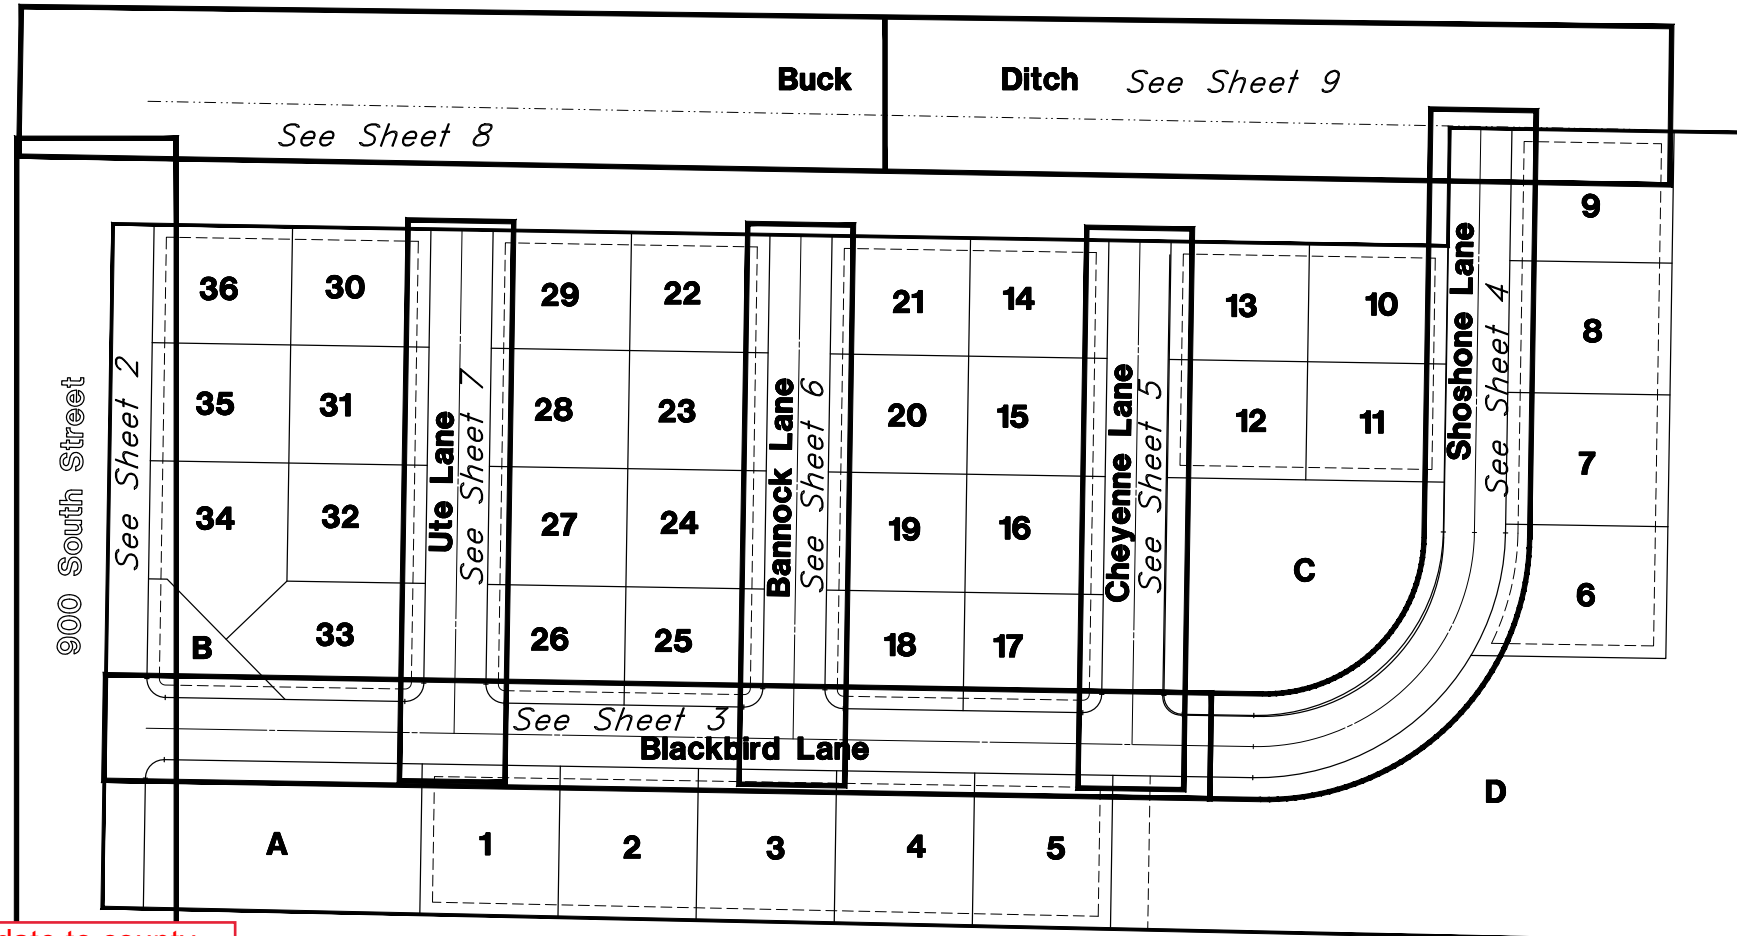 Buck Ditch See Sheet 9
See Sheet 8
9
36 30 29 22 21 14 13 10 8
35 31 28 23 20 15 12 11 7
34 32 27 24 19 16 C 6
B 33 26 25 18 17
900 South Street
See Sheet 2
Ute Lane
See Sheet 7
Bannock Lane
See Sheet 6
Cheyenne Lane
See Sheet 5
Shoshone Lane
See Sheet 4
See Sheet 3
Blackbird Lane
D
A 1 2 3 4 5
date to county